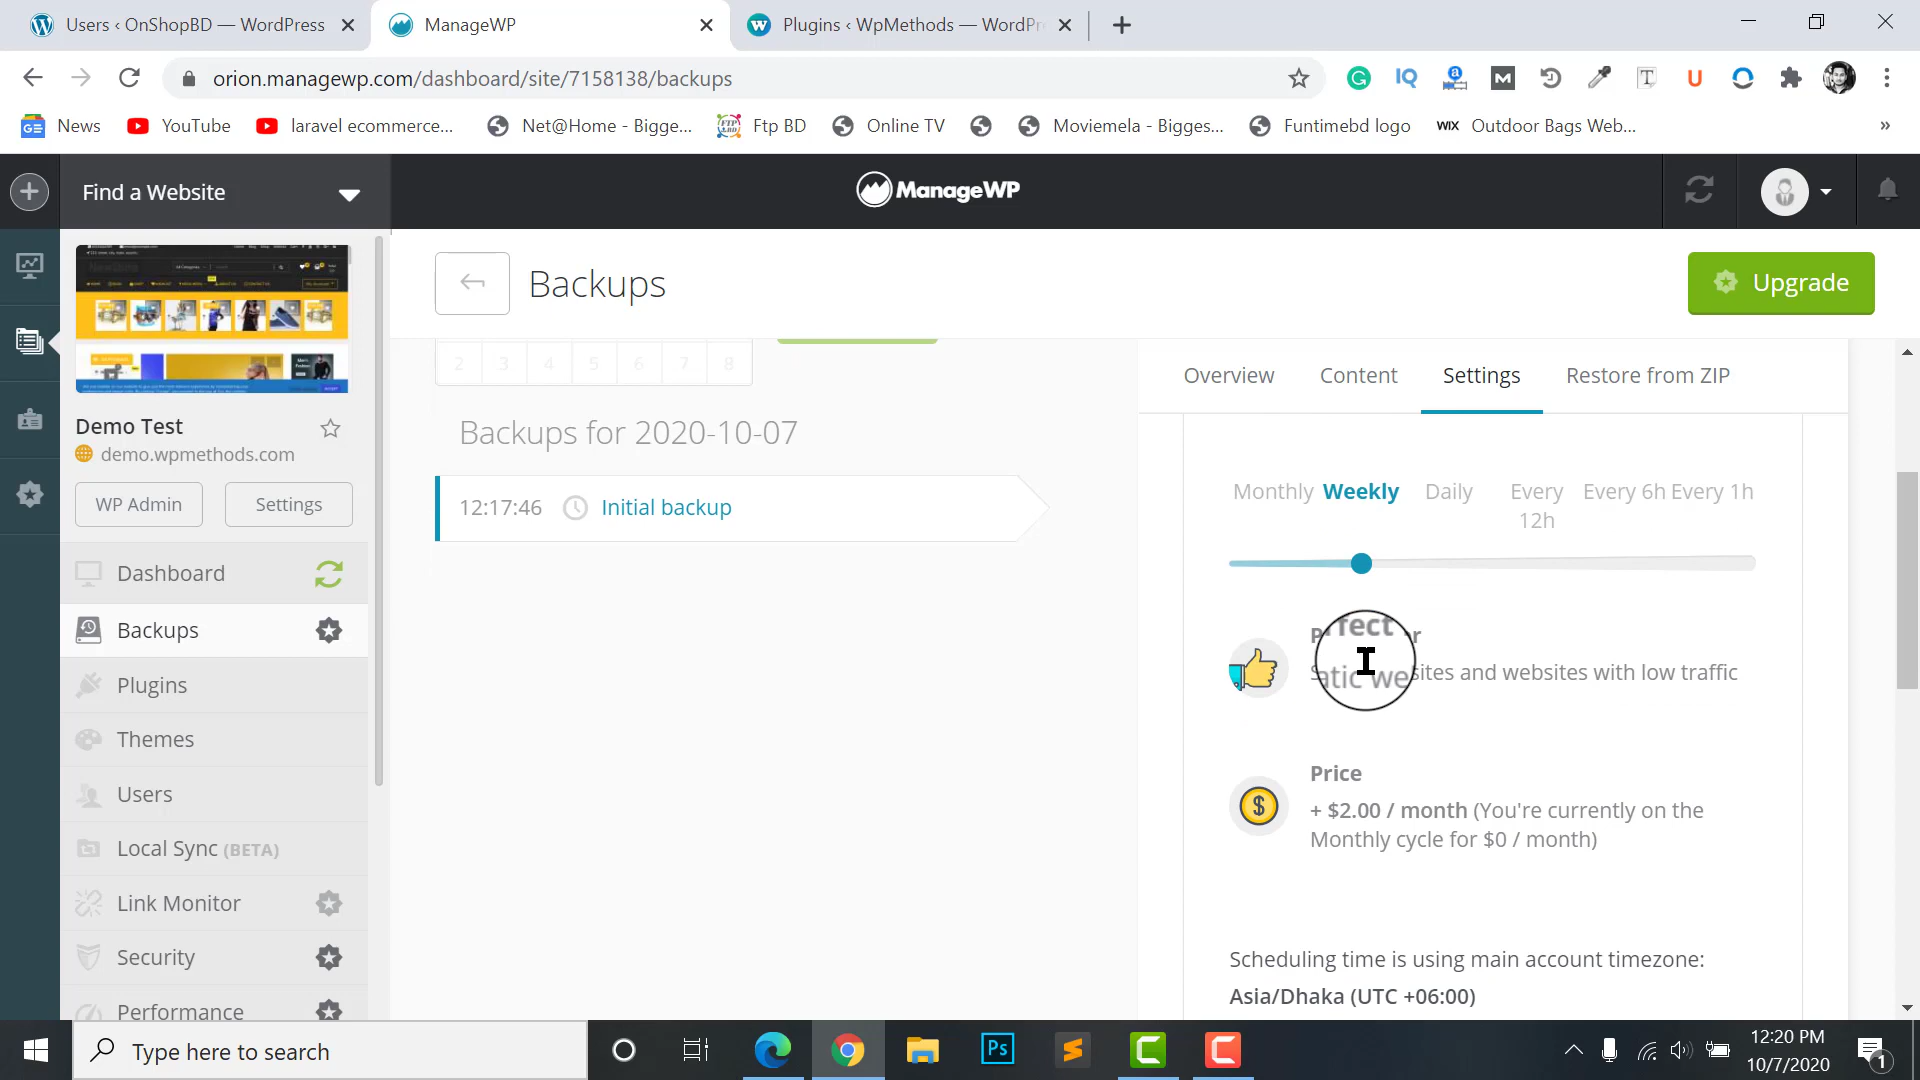 Users ‹ OnShopBD — WordPress
ManageWP
Plugins ‹ WpMethods — WordPr
orion.managewp.com/dashboard/site/7158138/backups
News
YouTube
laravel ecommerce...
Net@Home - Bigge...
Ftp BD
Online TV
Moviemela - Bigges...
Funtimebd logo
WIX
Outdoor Bags Web...
»
Find a Website
ManageWP
Backups
Upgrade
Demo Test
demo.wpmethods.com
WP Admin
Settings
Dashboard
Backups
Plugins
Themes
Users
Local Sync (BETA)
Link Monitor
Security
Performance
2 3 4 5 6 7 8
Backups for 2020-10-07
12:17:46 Initial backup
Overview
Content
Settings
Restore from ZIP
Monthly Weekly Daily Every 12h Every 6h Every 1h
sites and websites with low traffic
Price
+ $2.00 / month (You're currently on the
Monthly cycle for $0 / month)
Scheduling time is using main account timezone:
Asia/Dhaka (UTC +06:00)
Type here to search
Ps
12:20 PM
10/7/2020
1